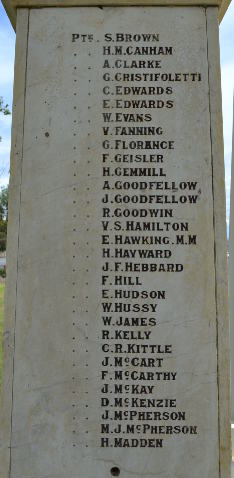 PTS. S. BROWN
. . H. M. CANHAM
. . A. CLARKE
. . G. CRISTIFOLETTI
. . C. EDWARDS
. . E. EDWARDS
. . W. EVANS
. . V. FANNING
. . G. FLORANCE
. . F. GEISLER
. . H. GEMMILL
. . A. GOODFELLOW
. . J. GOODFELLOW
. . R. GOODWIN
. . V. S. HAMILTON
. . E. HAWKING. M.M
. . H. HAYWARD
. . J. F. HEBBARD
. . F. HILL
. . E. HUDSON
. . W. HUSSY
. . W. JAMES
. . R. KELLY
. . C. R. KITTLE
. . J. McCART
. . F. McCARTHY
. . J. McKAY
. . D. McKENZIE
. . J. McPHERSON
. . M. J. McPHERSON
. . H. MADDEN